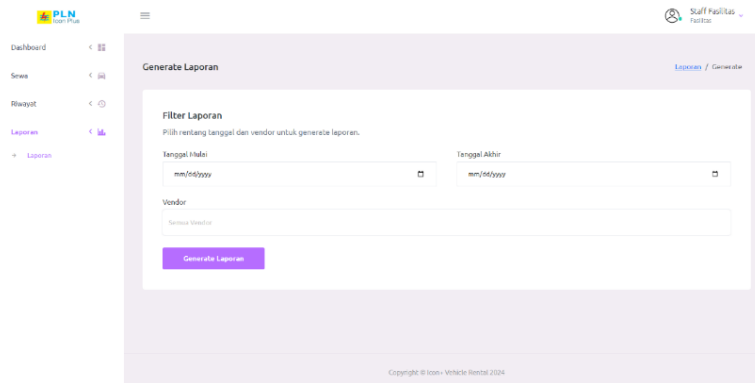 PLN
Icon Plus
Staff Fasilitas
Fasilitas
Dashboard
Sewa
Riwayat
Laporan
Laporan
Generate Laporan
Laporan / Generate
Filter Laporan
Pilih rentang tanggal dan vendor untuk generate laporan.
Tanggal Mulai
Tanggal Akhir
mm/dd/yyyy
mm/dd/yyyy
Vendor
Semua Vendor
Generate Laporan
Copyright © Icon+ Vehicle Rental 2024